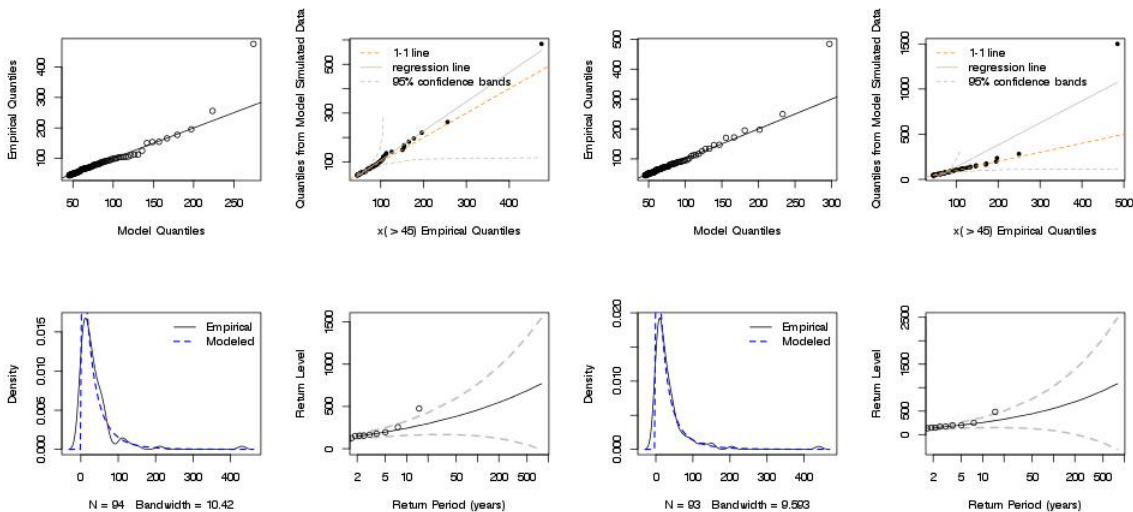 Empirical Quantiles
100 200 300 400
50 100 150 200 250
Model Quantiles
Quantiles from Model Simulated Data
100 300 500
100 200 300 400
x( > 45) Empirical Quantiles
1-1 line
regression line
95% confidence bands
Empirical Quantiles
100 200 300 400 500
50 100 150 200 250 300
Model Quantiles
Quantiles from Model Simulated Data
0 500 1000 1500
100 200 300 400 500
x( > 45) Empirical Quantiles
1-1 line
regression line
95% confidence bands
Density
0.000 0.005 0.010 0.015
0 100 200 300 400
N = 94 Bandwidth = 10.42
Empirical
Modeled
Return Level
0 500 1000 1500
2 5 10 50 100 500
Return Period (years)
Density
0.000 0.010 0.020
0 100 200 300 400
N = 93 Bandwidth = 9.593
Empirical
Modeled
Return Level
0 500 1500 2500
2 5 10 50 100 500
Return Period (years)